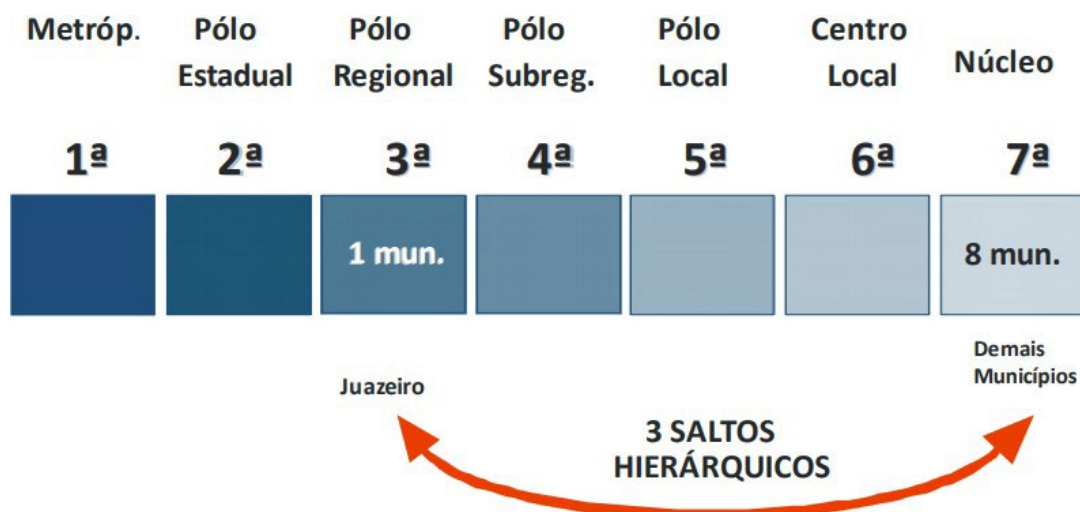 Metróp.
Pólo
Estadual
Pólo
Regional
Pólo
Subreg.
Pólo
Local
Centro
Local
Núcleo
1ª
2ª
3ª
4ª
5ª
6ª
7ª
1 mun.
8 mun.
Juazeiro
Demais
Municípios
3 SALTOS
HIERÁRQUICOS